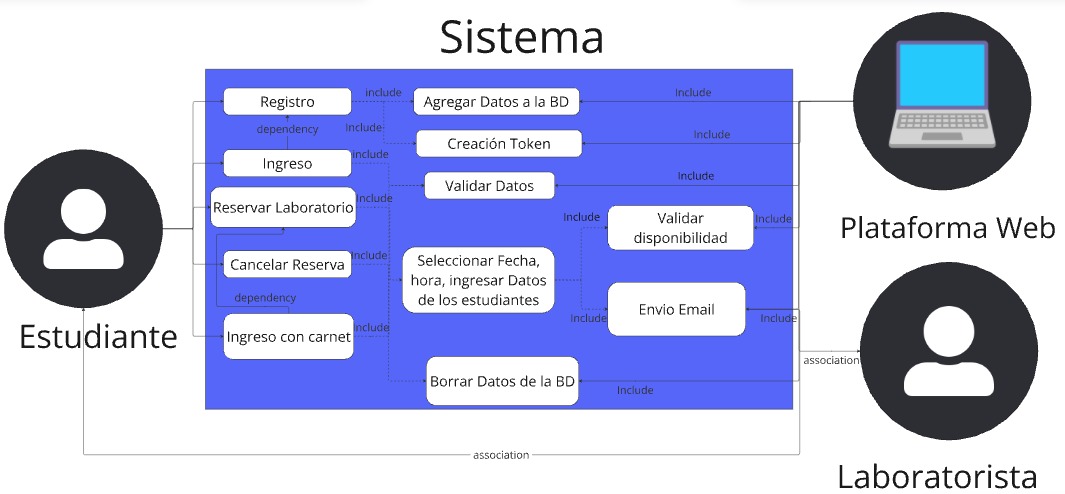 Sistema
Registro
include
Agregar Datos a la BD
Include
dependency
Include
Creación Token
Include
Ingreso
Include
Validar Datos
Include
Reservar Laboratorio
Include
Include
Validar
disponibilidad
Include
Plataforma Web
Cancelar Reserva
Include
Seleccionar Fecha,
hora, ingresar Datos
de los estudiantes
dependency
Envio Email
Include
Include
Estudiante
Ingreso con carnet
Include
association
Borrar Datos de la BD
Include
association
Laboratorista